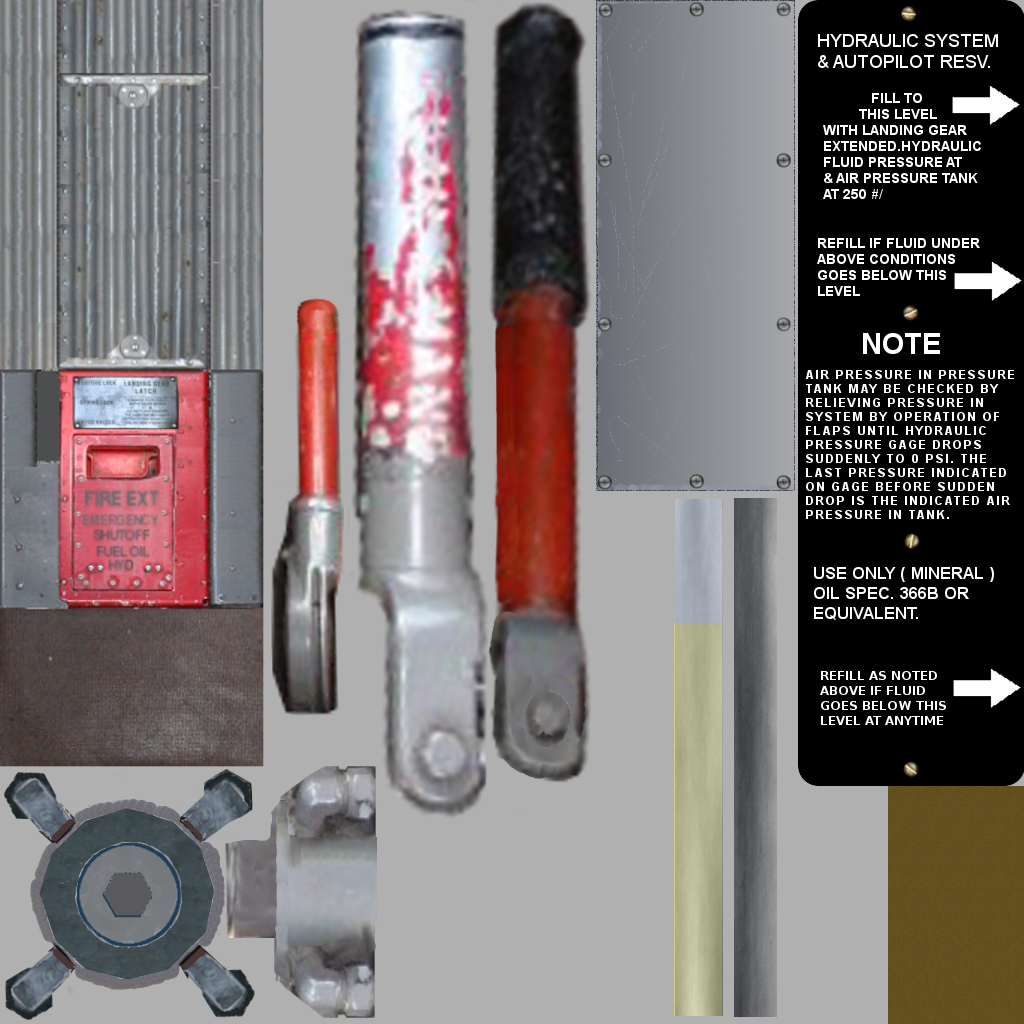 HYDRAULIC SYSTEM
& AUTOPILOT RESV.
FILL TO
THIS LEVEL
WITH LANDING GEAR
EXTENDED.HYDRAULIC
FLUID PRESSURE AT
& AIR PRESSURE TANK
AT 250 #/
REFILL IF FLUID UNDER
ABOVE CONDITIONS
GOES BELOW THIS
LEVEL
NOTE
AIR PRESSURE IN PRESSURE
TANK MAY BE CHECKED BY
RELIEVING PRESSURE IN
SYSTEM BY OPERATION OF
FLAPS UNTIL HYDRAULIC
PRESSURE GAGE DROPS
SUDDENLY TO 0 PSI. THE
LAST PRESSURE INDICATED
ON GAGE BEFORE SUDDEN
DROP IS THE INDICATED AIR
PRESSURE IN TANK.
USE ONLY ( MINERAL )
OIL SPEC. 366B OR
EQUIVALENT.
REFILL AS NOTED
ABOVE IF FLUID
GOES BELOW THIS
LEVEL AT ANYTIME
POSITIVE LOCK
LANDING GEAR
LATCH
SPRING LOCK
FIRE EXT
EMERGENCY
SHUTOFF
FUEL OIL
HYD